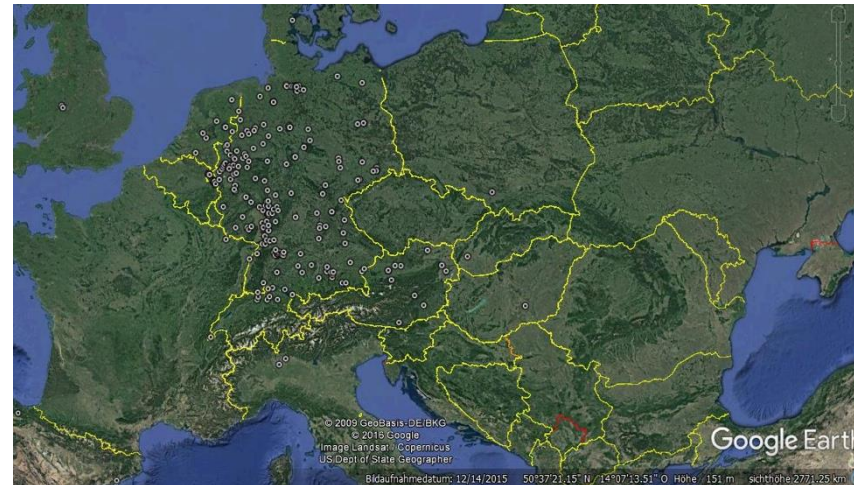 © 2009 GeoBasis-DE/BKG
© 2016 Google
Image Landsat / Copernicus
US Dept of State Geographer
Google Earth
Bildaufnahmedatum: 12/14/2015 50°37'21.15" N 14°07'13.51" O Höhe 151 m sichthöhe 2771.25 km